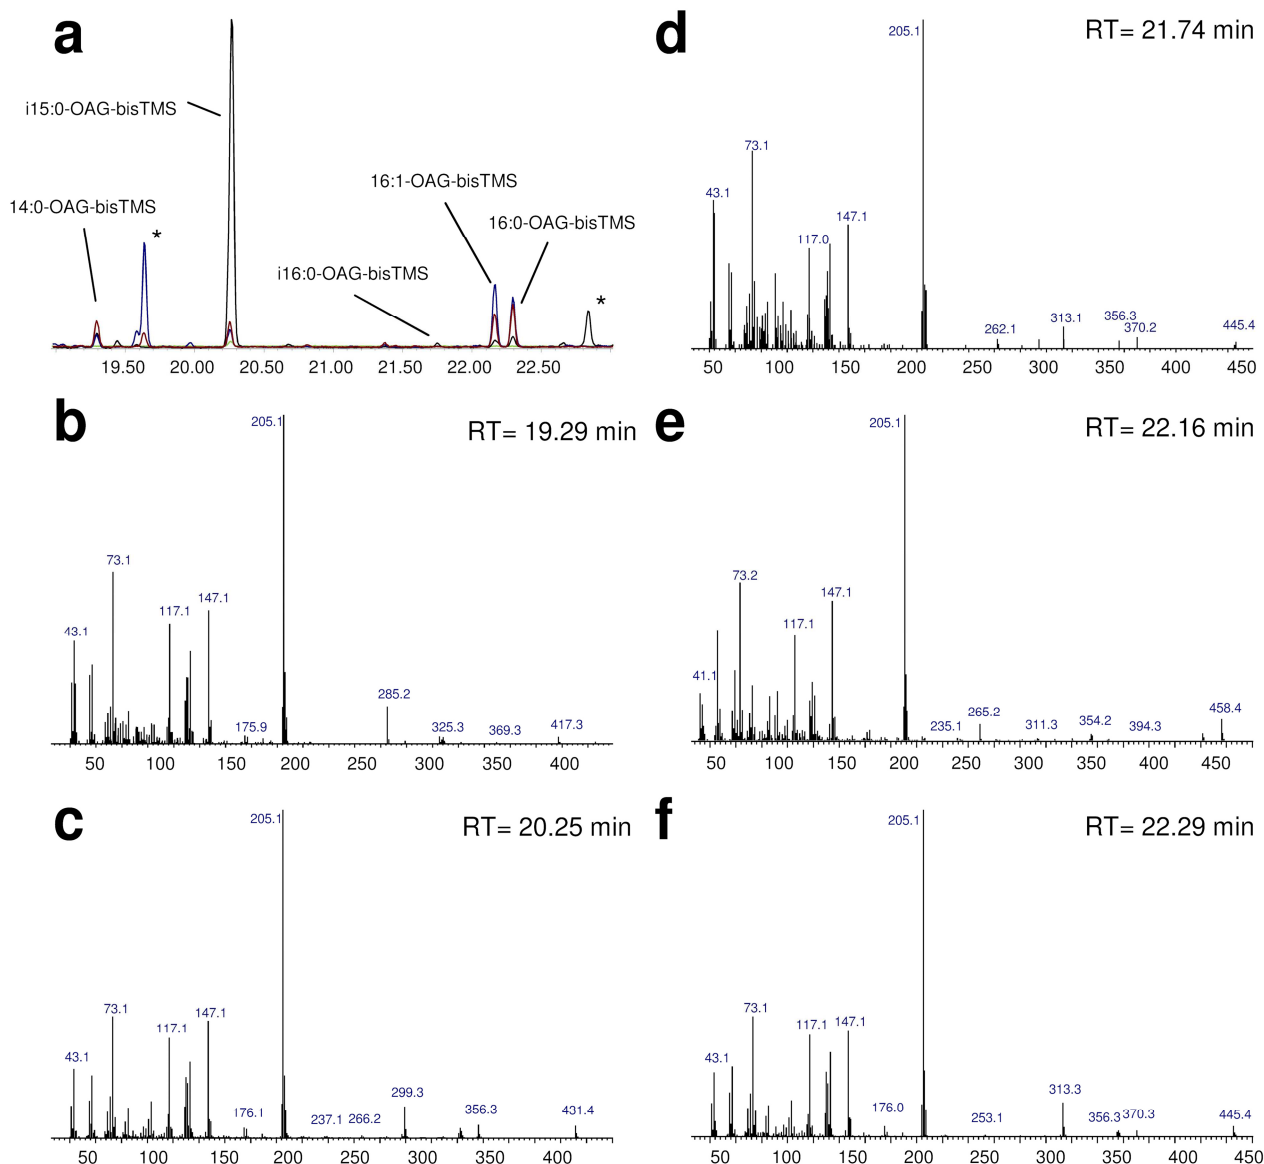 a
i15:0-OAG-bisTMS
14:0-OAG-bisTMS
*
16:1-OAG-bisTMS
16:0-OAG-bisTMS
i16:0-OAG-bisTMS
*
19.50 20.00 20.50 21.00 21.50 22.00 22.50
d
RT= 21.74 min
205.1
73.1
43.1
147.1
117.0
262.1
313.1
356.3
370.2
445.4
50 100 150 200 250 300 350 400 450
b
RT= 19.29 min
205.1
73.1
147.1
117.1
43.1
285.2
175.9
325.3
369.3
417.3
50 100 150 200 250 300 350 400
e
RT= 22.16 min
205.1
73.2
147.1
117.1
41.1
235.1
265.2
311.3
354.2
394.3
458.4
50 100 150 200 250 300 350 400 450
c
RT= 20.25 min
205.1
73.1
147.1
117.1
43.1
176.1
237.1
266.2
299.3
356.3
431.4
50 100 150 200 250 300 350 400
f
RT= 22.29 min
205.1
73.1
147.1
117.1
43.1
176.0
253.1
313.3
356.3
370.3
445.4
50 100 150 200 250 300 350 400 450